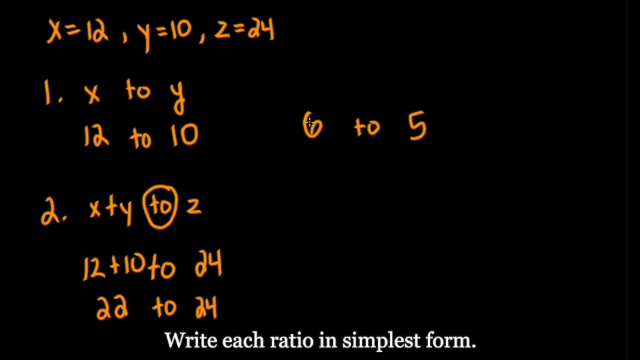 x=12, y=10, z=24
1. x to y
12 to 10
6 to 5
2. x+y to z
12+10 to 24
22 to 24
Write each ratio in simplest form.